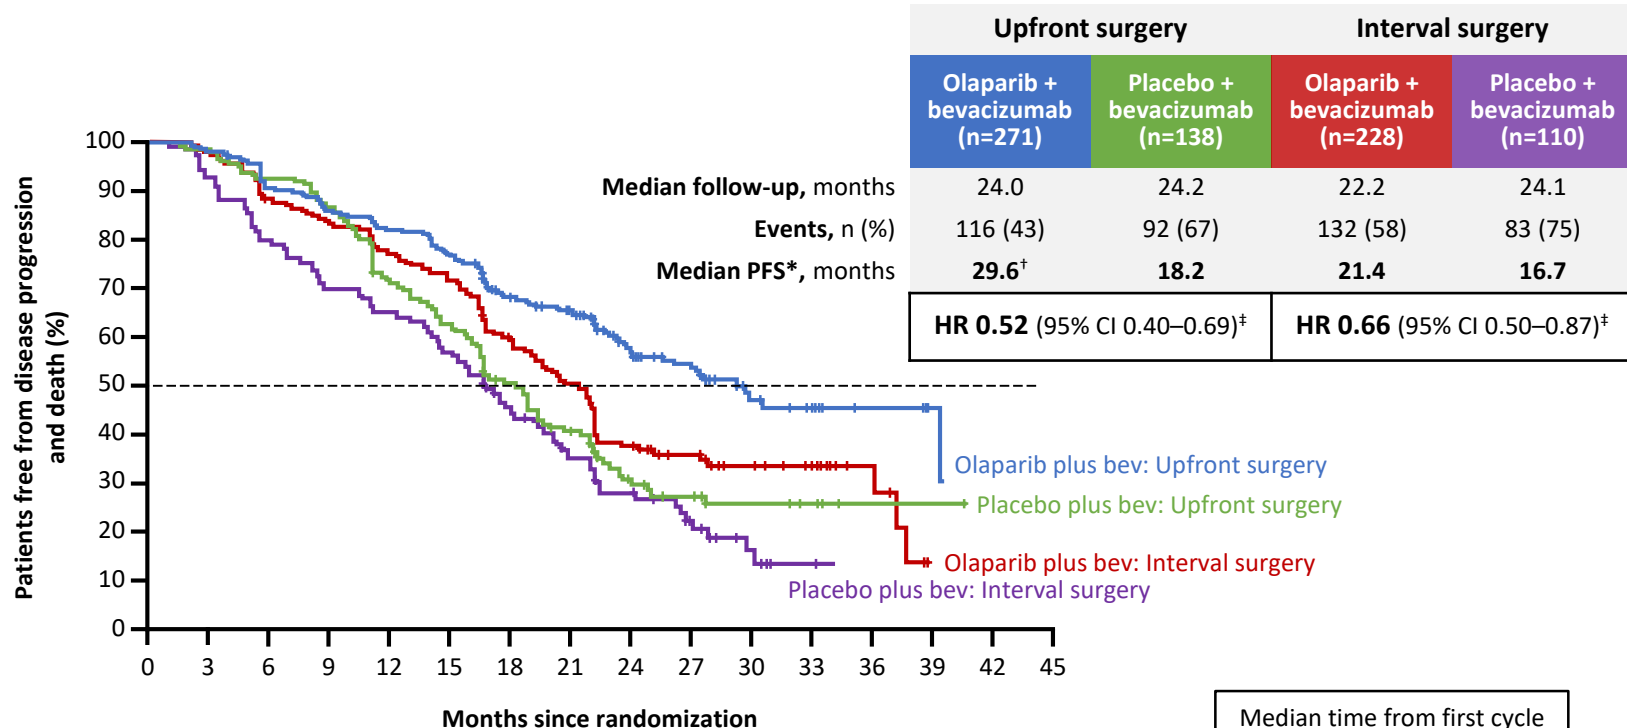 Upfront surgery Interval surgery
Olaparib + bevacizumab (n=271) Placebo + bevacizumab (n=138) Olaparib + bevacizumab (n=228) Placebo + bevacizumab (n=110)
Median follow-up, months 24.0 24.2 22.2 24.1
Events, n (%) 116 (43) 92 (67) 132 (58) 83 (75)
Median PFS*, months 29.6† 18.2 21.4 16.7
HR 0.52 (95% CI 0.40–0.69)‡ HR 0.66 (95% CI 0.50–0.87)‡
Patients free from disease progression
and death (%)
100
90
80
70
60
50
40
30
20
10
0
Olaparib plus bev: Upfront surgery
Placebo plus bev: Upfront surgery
Olaparib plus bev: Interval surgery
Placebo plus bev: Interval surgery
0 3 6 9 12 15 18 21 24 27 30 33 36 39 42 45
Months since randomization
Median time from first cycle